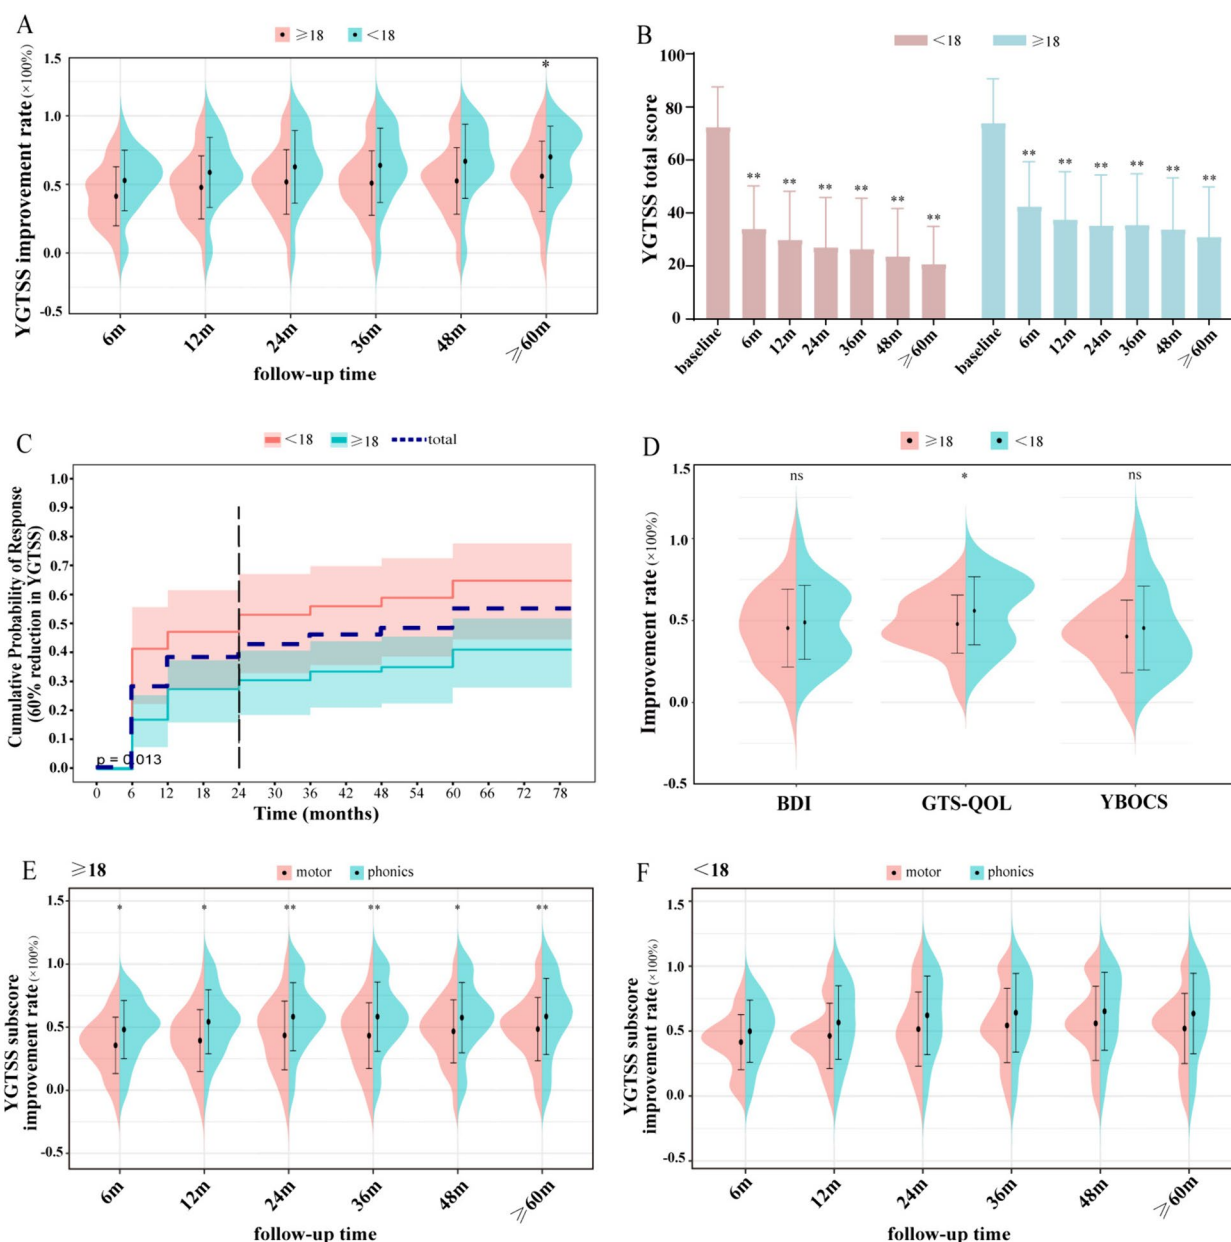 A
≥18 <18
YGTSS improvement rate (×100%)
1.5
1.0
0.5
0.0
-0.5
*
6m 12m 24m 36m 48m ≥60m
follow-up time
B
<18 ≥18
YGTSS total score
100
80
60
40
20
0
** ** ** ** ** **
** ** ** ** ** **
baseline 6m 12m 24m 36m 48m ≥60m baseline 6m 12m 24m 36m 48m ≥60m
C
<18 ≥18 total
Cumulative Probability of Response
(60% reduction in YGTSS)
1.0
0.9
0.8
0.7
0.6
0.5
0.4
0.3
0.2
0.1
0.0
p = 0.013
0 6 12 18 24 30 36 42 48 54 60 66 72 78
Time (months)
D
≥18 <18
Improvement rate (×100%)
1.5
1.0
0.5
0.0
-0.5
ns * ns
BDI GTS-QOL YBOCS
E
≥18
motor phonics
YGTSS subscore
improvement rate (×100%)
1.5
1.0
0.5
0.0
-0.5
* * ** ** * **
6m 12m 24m 36m 48m ≥60m
follow-up time
F
<18
motor phonics
YGTSS subscore
improvement rate (×100%)
1.5
1.0
0.5
0.0
-0.5
6m 12m 24m 36m 48m ≥60m
follow-up time